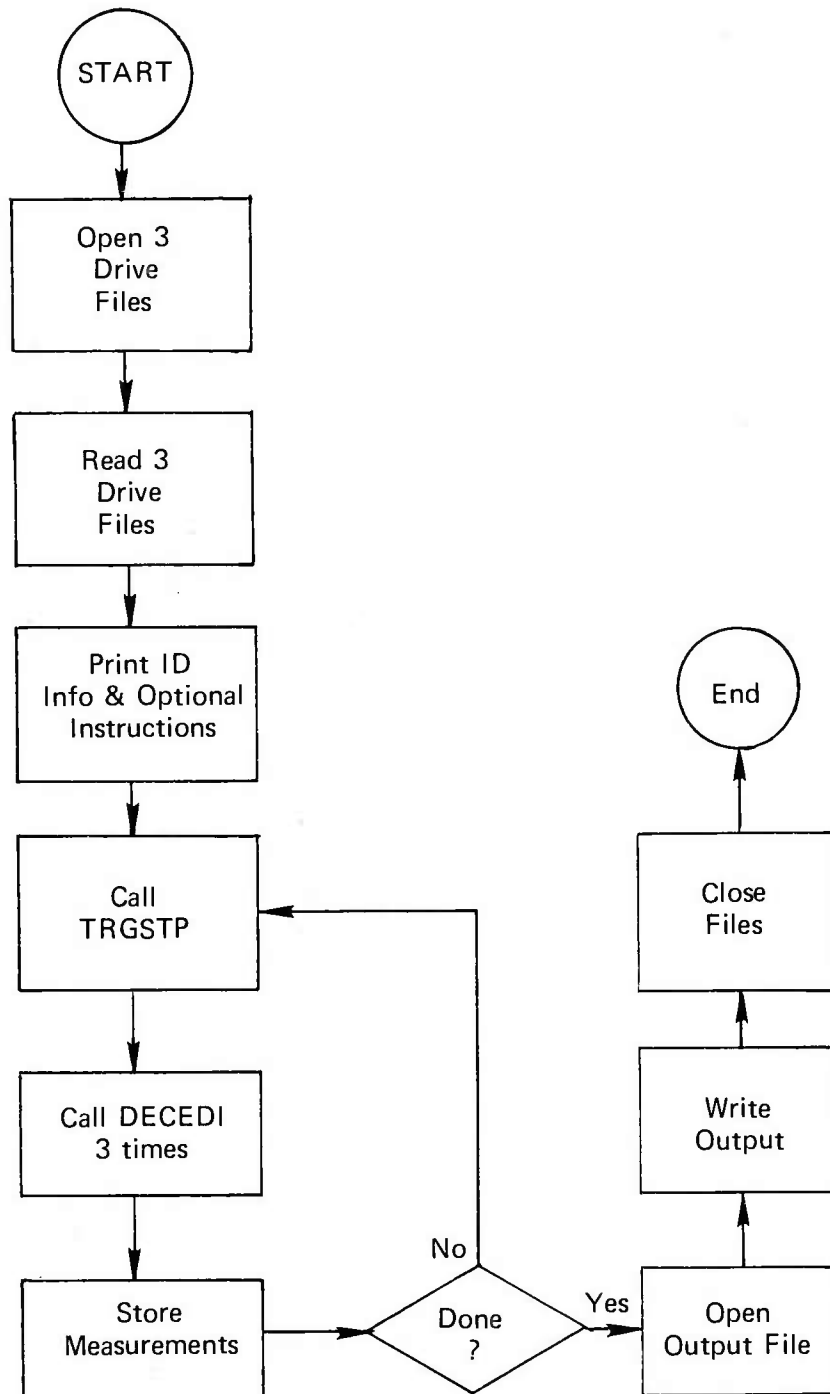 START
Open 3
Drive
Files
Read 3
Drive
Files
Print ID
Info & Optional
Instructions
Call
TRGSTP
Call DECEDI
3 times
Store
Measurements
Done
?
No
Yes
Open
Output File
Write
Output
Close
Files
End